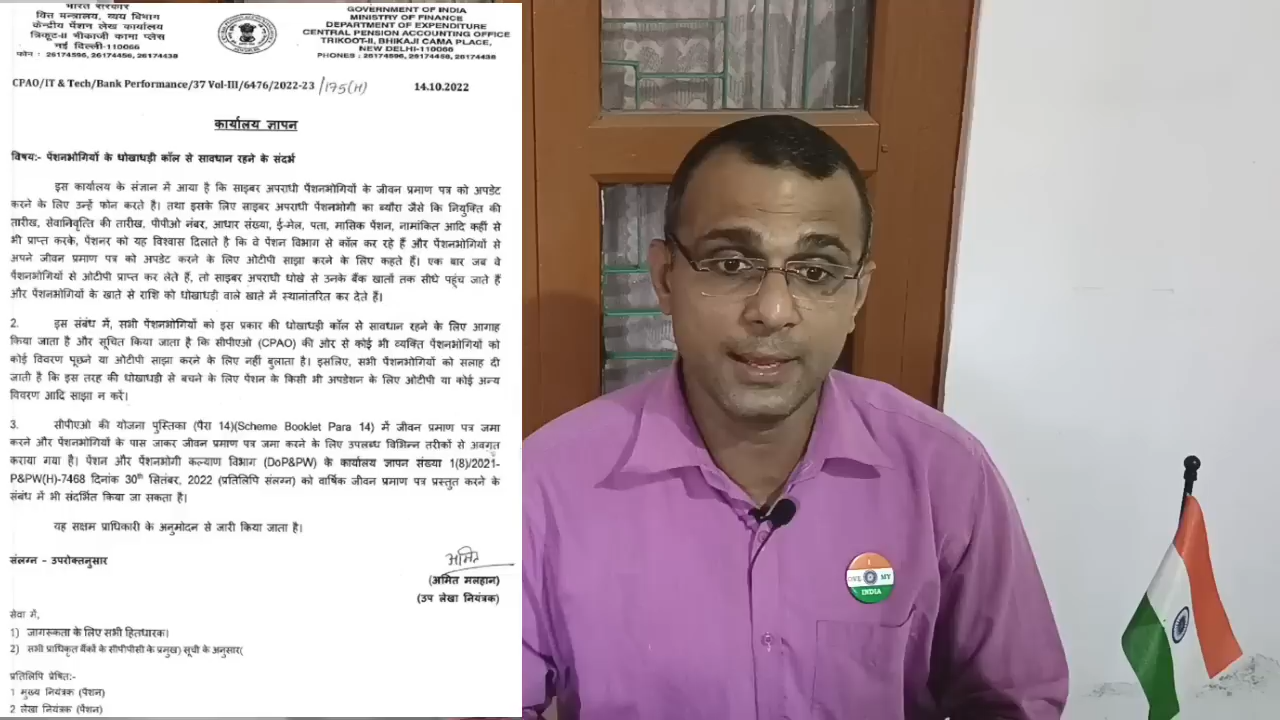 भारत सरकार
वित्त मंत्रालय, व्यय विभाग
केन्द्रीय पेंशन लेखा कार्यालय
त्रिकूट-II भीकाजी कामा प्लेस
नई दिल्ली-110066
फोन : 26174596, 26174456, 26174438
GOVERNMENT OF INDIA
MINISTRY OF FINANCE
DEPARTMENT OF EXPENDITURE
CENTRAL PENSION ACCOUNTING OFFICE
TRIKOOT-II, BHIKAJI CAMA PLACE,
NEW DELHI-110066
PHONES : 26174596, 26174456, 26174438
CPAO/IT & Tech/Bank Performance/37 Vol-III/6476/2022-23 /175(H)
14.10.2022
कार्यालय ज्ञापन
विषय:- पेंशनभोगियों के धोखाधड़ी कॉल से सावधान रहने के संदर्भ
इस कार्यालय के संज्ञान में आया है कि साइबर अपराधी पेंशनभोगियों के जीवन प्रमाण पत्र को अपडेट
करने के लिए उन्हें फोन करते है। तथा इसके लिए साइबर अपराधी पेंशनभोगी का ब्यौरा जैसे कि नियुक्ति की
तारीख, सेवानिवृत्ति की तारीख, पीपीओ नंबर, आधार संख्या, ई-मेल, पता, मासिक पेंशन, नामांकित आदि कहीं से
भी प्राप्त करके, पेंशनर को यह विश्वास दिलाते है कि वे पेंशन विभाग से कॉल कर रहे हैं और पेंशनभोगियों से
अपने जीवन प्रमाण पत्र को अपडेट करने के लिए ओटीपी साझा करने के लिए कहते हैं। एक बार जब वे
पेंशनभोगियों से ओटीपी प्राप्त कर लेते हैं, तो साइबर अपराधी धोखे से उनके बैंक खातों तक सीधे पहुंच जाते हैं
और पेंशनभोगियों के खाते से राशि को धोखाधड़ी वाले खाते में स्थानांतरित कर देते हैं।
2. इस संबंध में, सभी पेंशनभोगियों को इस प्रकार की धोखाधड़ी कॉल से सावधान रहने के लिए आगाह
किया जाता है और सूचित किया जाता है कि सीपीएओ (CPAO) की ओर से कोई भी व्यक्ति पेंशनभोगियों को
कोई विवरण पूछने या ओटीपी साझा करने के लिए नहीं बुलाता है। इसलिए, सभी पेंशनभोगियों को सलाह दी
जाती है कि इस तरह की धोखाधड़ी से बचने के लिए पेंशन के किसी भी अपडेशन के लिए ओटीपी या कोई अन्य
विवरण आदि साझा न करें।
3. सीपीएओ की योजना पुस्तिका (पैरा 14)(Scheme Booklet Para 14) में जीवन प्रमाण पत्र जमा
करने और पेंशनभोगियों के पास जाकर जीवन प्रमाण पत्र जमा करने के लिए उपलब्ध विभिन्न तरीकों से अवगत
कराया गया है। पेंशन और पेंशनभोगी कल्याण विभाग (DoP&PW) के कार्यालय ज्ञापन संख्या 1(8)/2021-
P&PW(H)-7468 दिनांक 30th सितंबर, 2022 (प्रतिलिपि संलग्न) को वार्षिक जीवन प्रमाण पत्र प्रस्तुत करने के
संबंध में भी संदर्भित किया जा सकता है।
यह सक्षम प्राधिकारी के अनुमोदन से जारी किया जाता है।
संलग्न - उपरोक्तनुसार
अमित
(अमित मलहान)
(उप लेखा नियंत्रक)
सेवा में,
1) जागरूकता के लिए सभी हितधारक।
2) सभी प्राधिकृत बैंकों के सीपीपीसी के प्रमुख) सूची के अनुसार(
प्रतिलिपि प्रेषित:-
1 मुख्य नियंत्रक (पेंशन)
2 लेखा नियंत्रक (पेंशन)
I
LOVE MY
INDIA